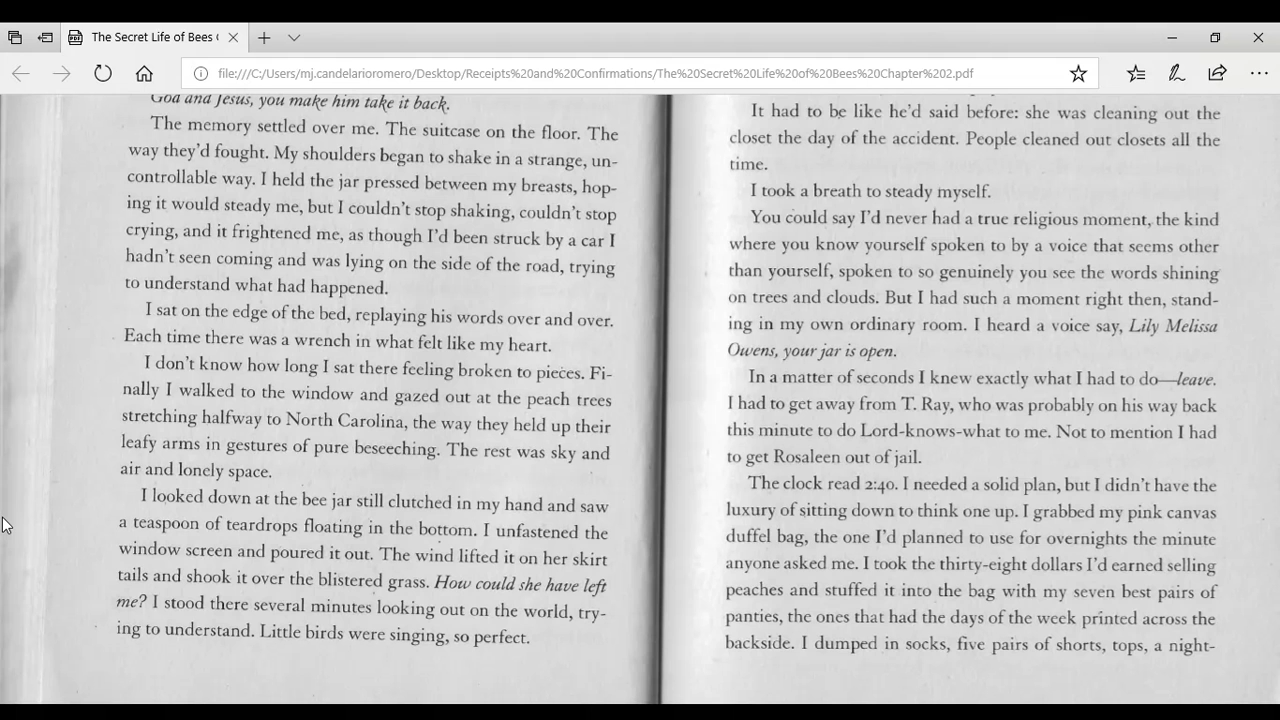 The Secret Life of Bees
file:///C:/Users/mj.candelarioromero/Desktop/Receipts%20and%20Confirmations/The%20Secret%20Life%20of%20Bees%20Chapter%202.pdf
God and Jesus, you make him take it back.
The memory settled over me. The suitcase on the floor. The
way they'd fought. My shoulders began to shake in a strange, un-
controllable way. I held the jar pressed between my breasts, hop-
ing it would steady me, but I couldn't stop shaking, couldn't stop
crying, and it frightened me, as though I'd been struck by a car I
hadn't seen coming and was lying on the side of the road, trying
to understand what had happened.
I sat on the edge of the bed, replaying his words over and over.
Each time there was a wrench in what felt like my heart.
I don't know how long I sat there feeling broken to pieces. Fi-
nally I walked to the window and gazed out at the peach trees
stretching halfway to North Carolina, the way they held up their
leafy arms in gestures of pure beseeching. The rest was sky and
air and lonely space.
I looked down at the bee jar still clutched in my hand and saw
a teaspoon of teardrops floating in the bottom. I unfastened the
window screen and poured it out. The wind lifted it on her skirt
tails and shook it over the blistered grass. How could she have left
me? I stood there several minutes looking out on the world, try-
ing to understand. Little birds were singing, so perfect.
It had to be like he'd said before: she was cleaning out the
closet the day of the accident. People cleaned out closets all the
time.
I took a breath to steady myself.
You could say I'd never had a true religious moment, the kind
where you know yourself spoken to by a voice that seems other
than yourself, spoken to so genuinely you see the words shining
on trees and clouds. But I had such a moment right then, stand-
ing in my own ordinary room. I heard a voice say, Lily Melissa
Owens, your jar is open.
In a matter of seconds I knew exactly what I had to do—leave.
I had to get away from T. Ray, who was probably on his way back
this minute to do Lord-knows-what to me. Not to mention I had
to get Rosaleen out of jail.
The clock read 2:40. I needed a solid plan, but I didn't have the
luxury of sitting down to think one up. I grabbed my pink canvas
duffel bag, the one I'd planned to use for overnights the minute
anyone asked me. I took the thirty-eight dollars I'd earned selling
peaches and stuffed it into the bag with my seven best pairs of
panties, the ones that had the days of the week printed across the
backside. I dumped in socks, five pairs of shorts, tops, a night-